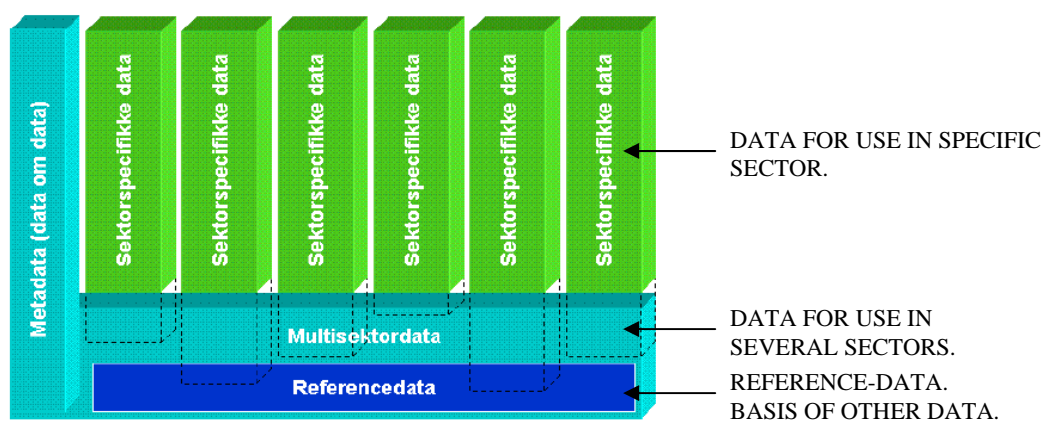 Metadata (data om data)
Sektorspecifikke data
Sektorspecifikke data
Sektorspecifikke data
Sektorspecifikke data
Sektorspecifikke data
Sektorspecifikke data
DATA FOR USE IN SPECIFIC
SECTOR.
Multisektordata
DATA FOR USE IN
SEVERAL SECTORS.
Referencedata
REFERENCE-DATA.
BASIS OF OTHER DATA.